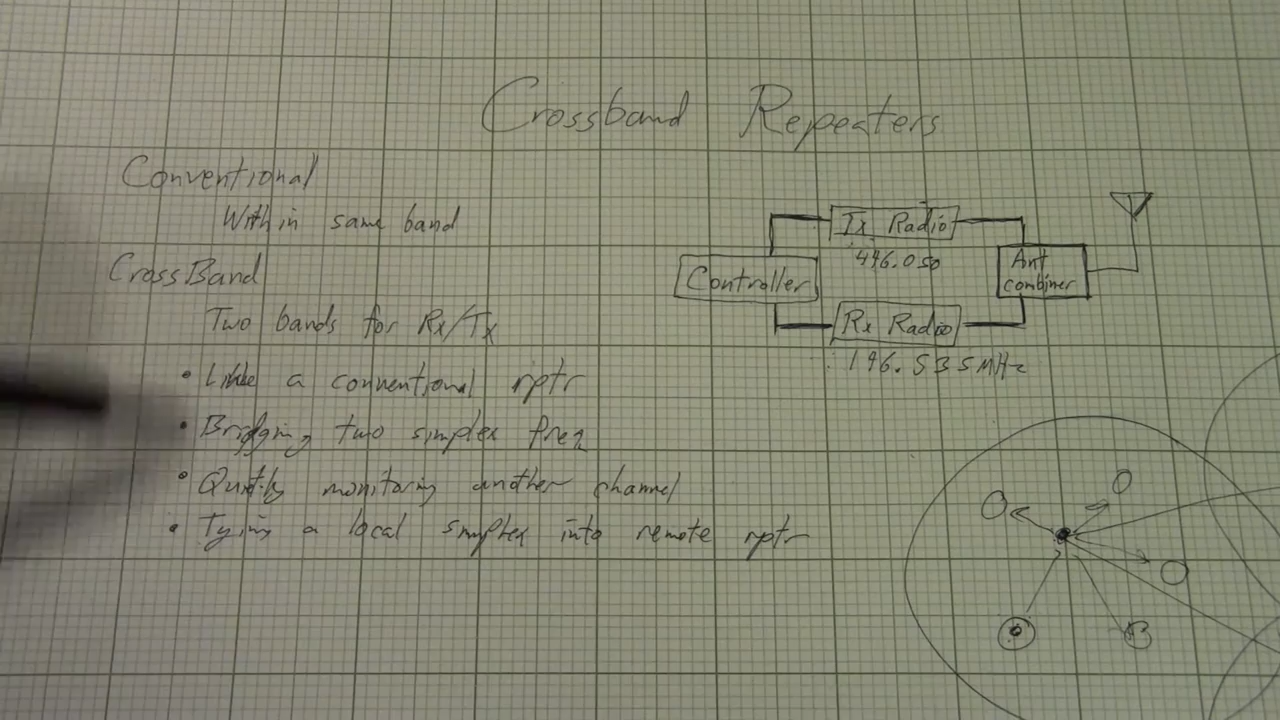 Crossband Repeaters
Conventional
Within same band
CrossBand
Two bands for Rx/Tx
• Like a conventional rptr
• Bridging two simplex freq
• Quietly monitoring another channel
• Tying a local simplex into remote rptr
Tx Radio
446.050
Controller
Ant
combiner
Rx Radio
146.535MHz
B